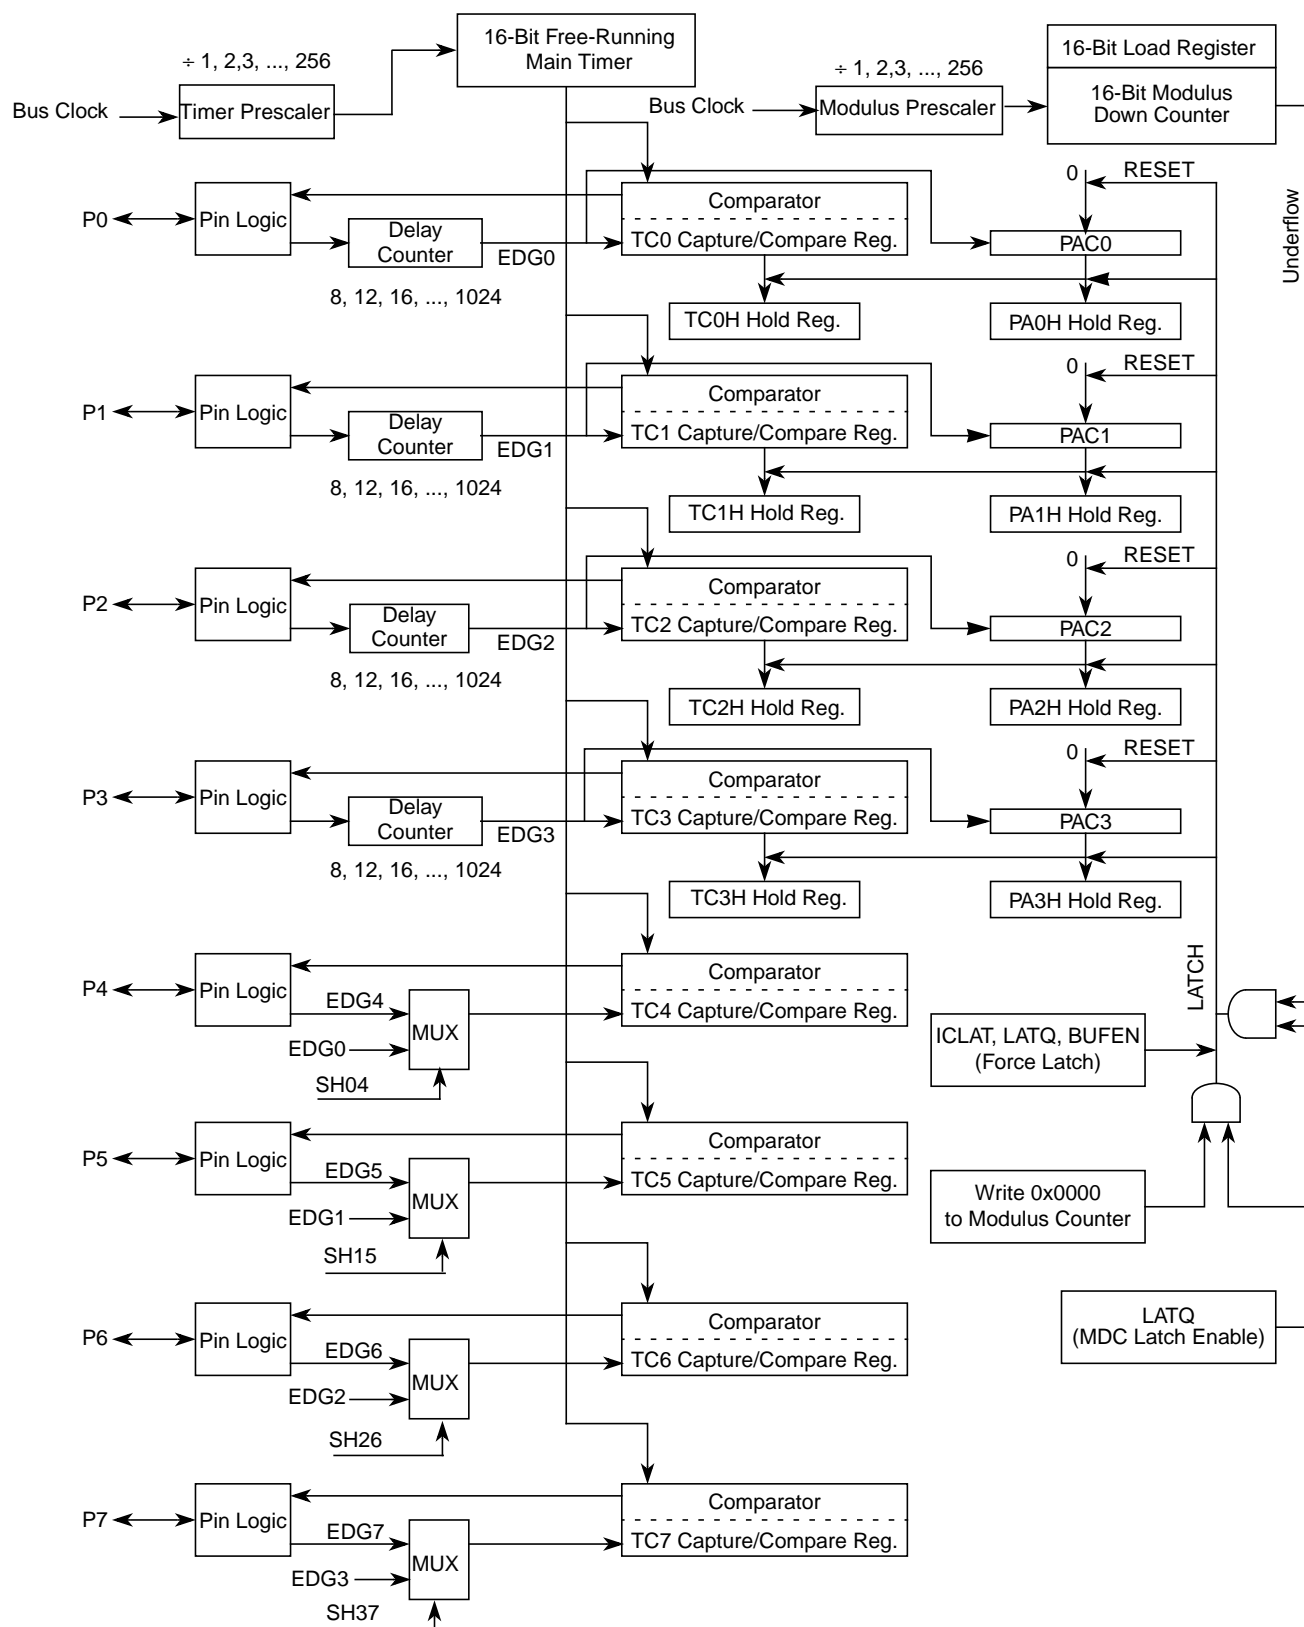 16-Bit Free-Running
Main Timer
÷ 1, 2,3, ..., 256
Bus Clock
Timer Prescaler
÷ 1, 2,3, ..., 256
Bus Clock
Modulus Prescaler
16-Bit Load Register
16-Bit Modulus
Down Counter
Underflow
P0
Pin Logic
Delay
Counter
8, 12, 16, ..., 1024
EDG0
Comparator
TC0 Capture/Compare Reg.
TC0H Hold Reg.
0
RESET
PAC0
PA0H Hold Reg.
P1
Pin Logic
Delay
Counter
8, 12, 16, ..., 1024
EDG1
Comparator
TC1 Capture/Compare Reg.
TC1H Hold Reg.
0
RESET
PAC1
PA1H Hold Reg.
P2
Pin Logic
Delay
Counter
8, 12, 16, ..., 1024
EDG2
Comparator
TC2 Capture/Compare Reg.
TC2H Hold Reg.
0
RESET
PAC2
PA2H Hold Reg.
P3
Pin Logic
Delay
Counter
8, 12, 16, ..., 1024
EDG3
Comparator
TC3 Capture/Compare Reg.
TC3H Hold Reg.
0
RESET
PAC3
PA3H Hold Reg.
LATCH
P4
Pin Logic
EDG4
EDG0
SH04
MUX
Comparator
TC4 Capture/Compare Reg.
ICLAT, LATQ, BUFEN
(Force Latch)
P5
Pin Logic
EDG5
EDG1
SH15
MUX
Comparator
TC5 Capture/Compare Reg.
Write 0x0000
to Modulus Counter
P6
Pin Logic
EDG6
EDG2
SH26
MUX
Comparator
TC6 Capture/Compare Reg.
LATQ
(MDC Latch Enable)
P7
Pin Logic
EDG7
EDG3
SH37
MUX
Comparator
TC7 Capture/Compare Reg.